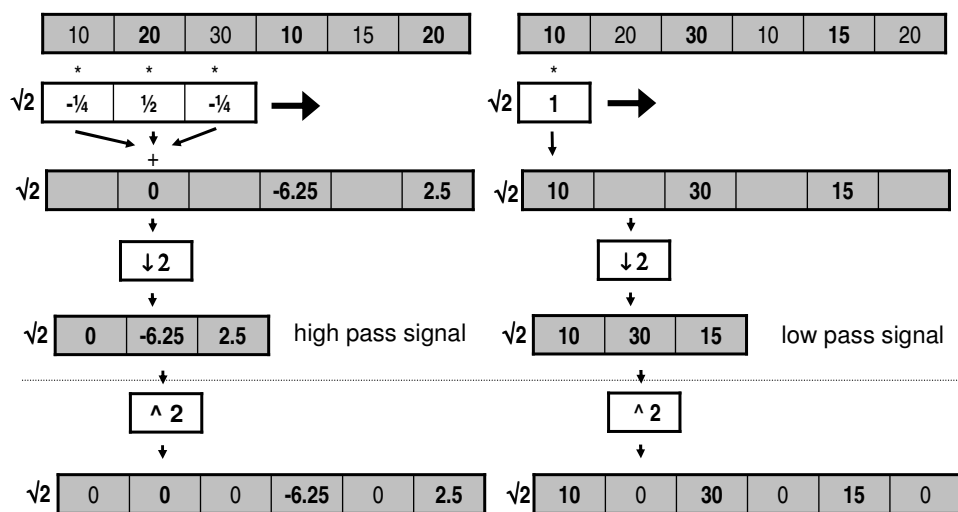 10 20 30 10 15 20 10 20 30 10 15 20
* * * *
√2 -¼ ½ -¼ √2 1
+
√2 0 -6.25 2.5 √2 10 30 15
↓2 ↓2
√2 0 -6.25 2.5 high pass signal √2 10 30 15 low pass signal
^ 2 ^ 2
√2 0 0 0 -6.25 0 2.5 √2 10 0 30 0 15 0